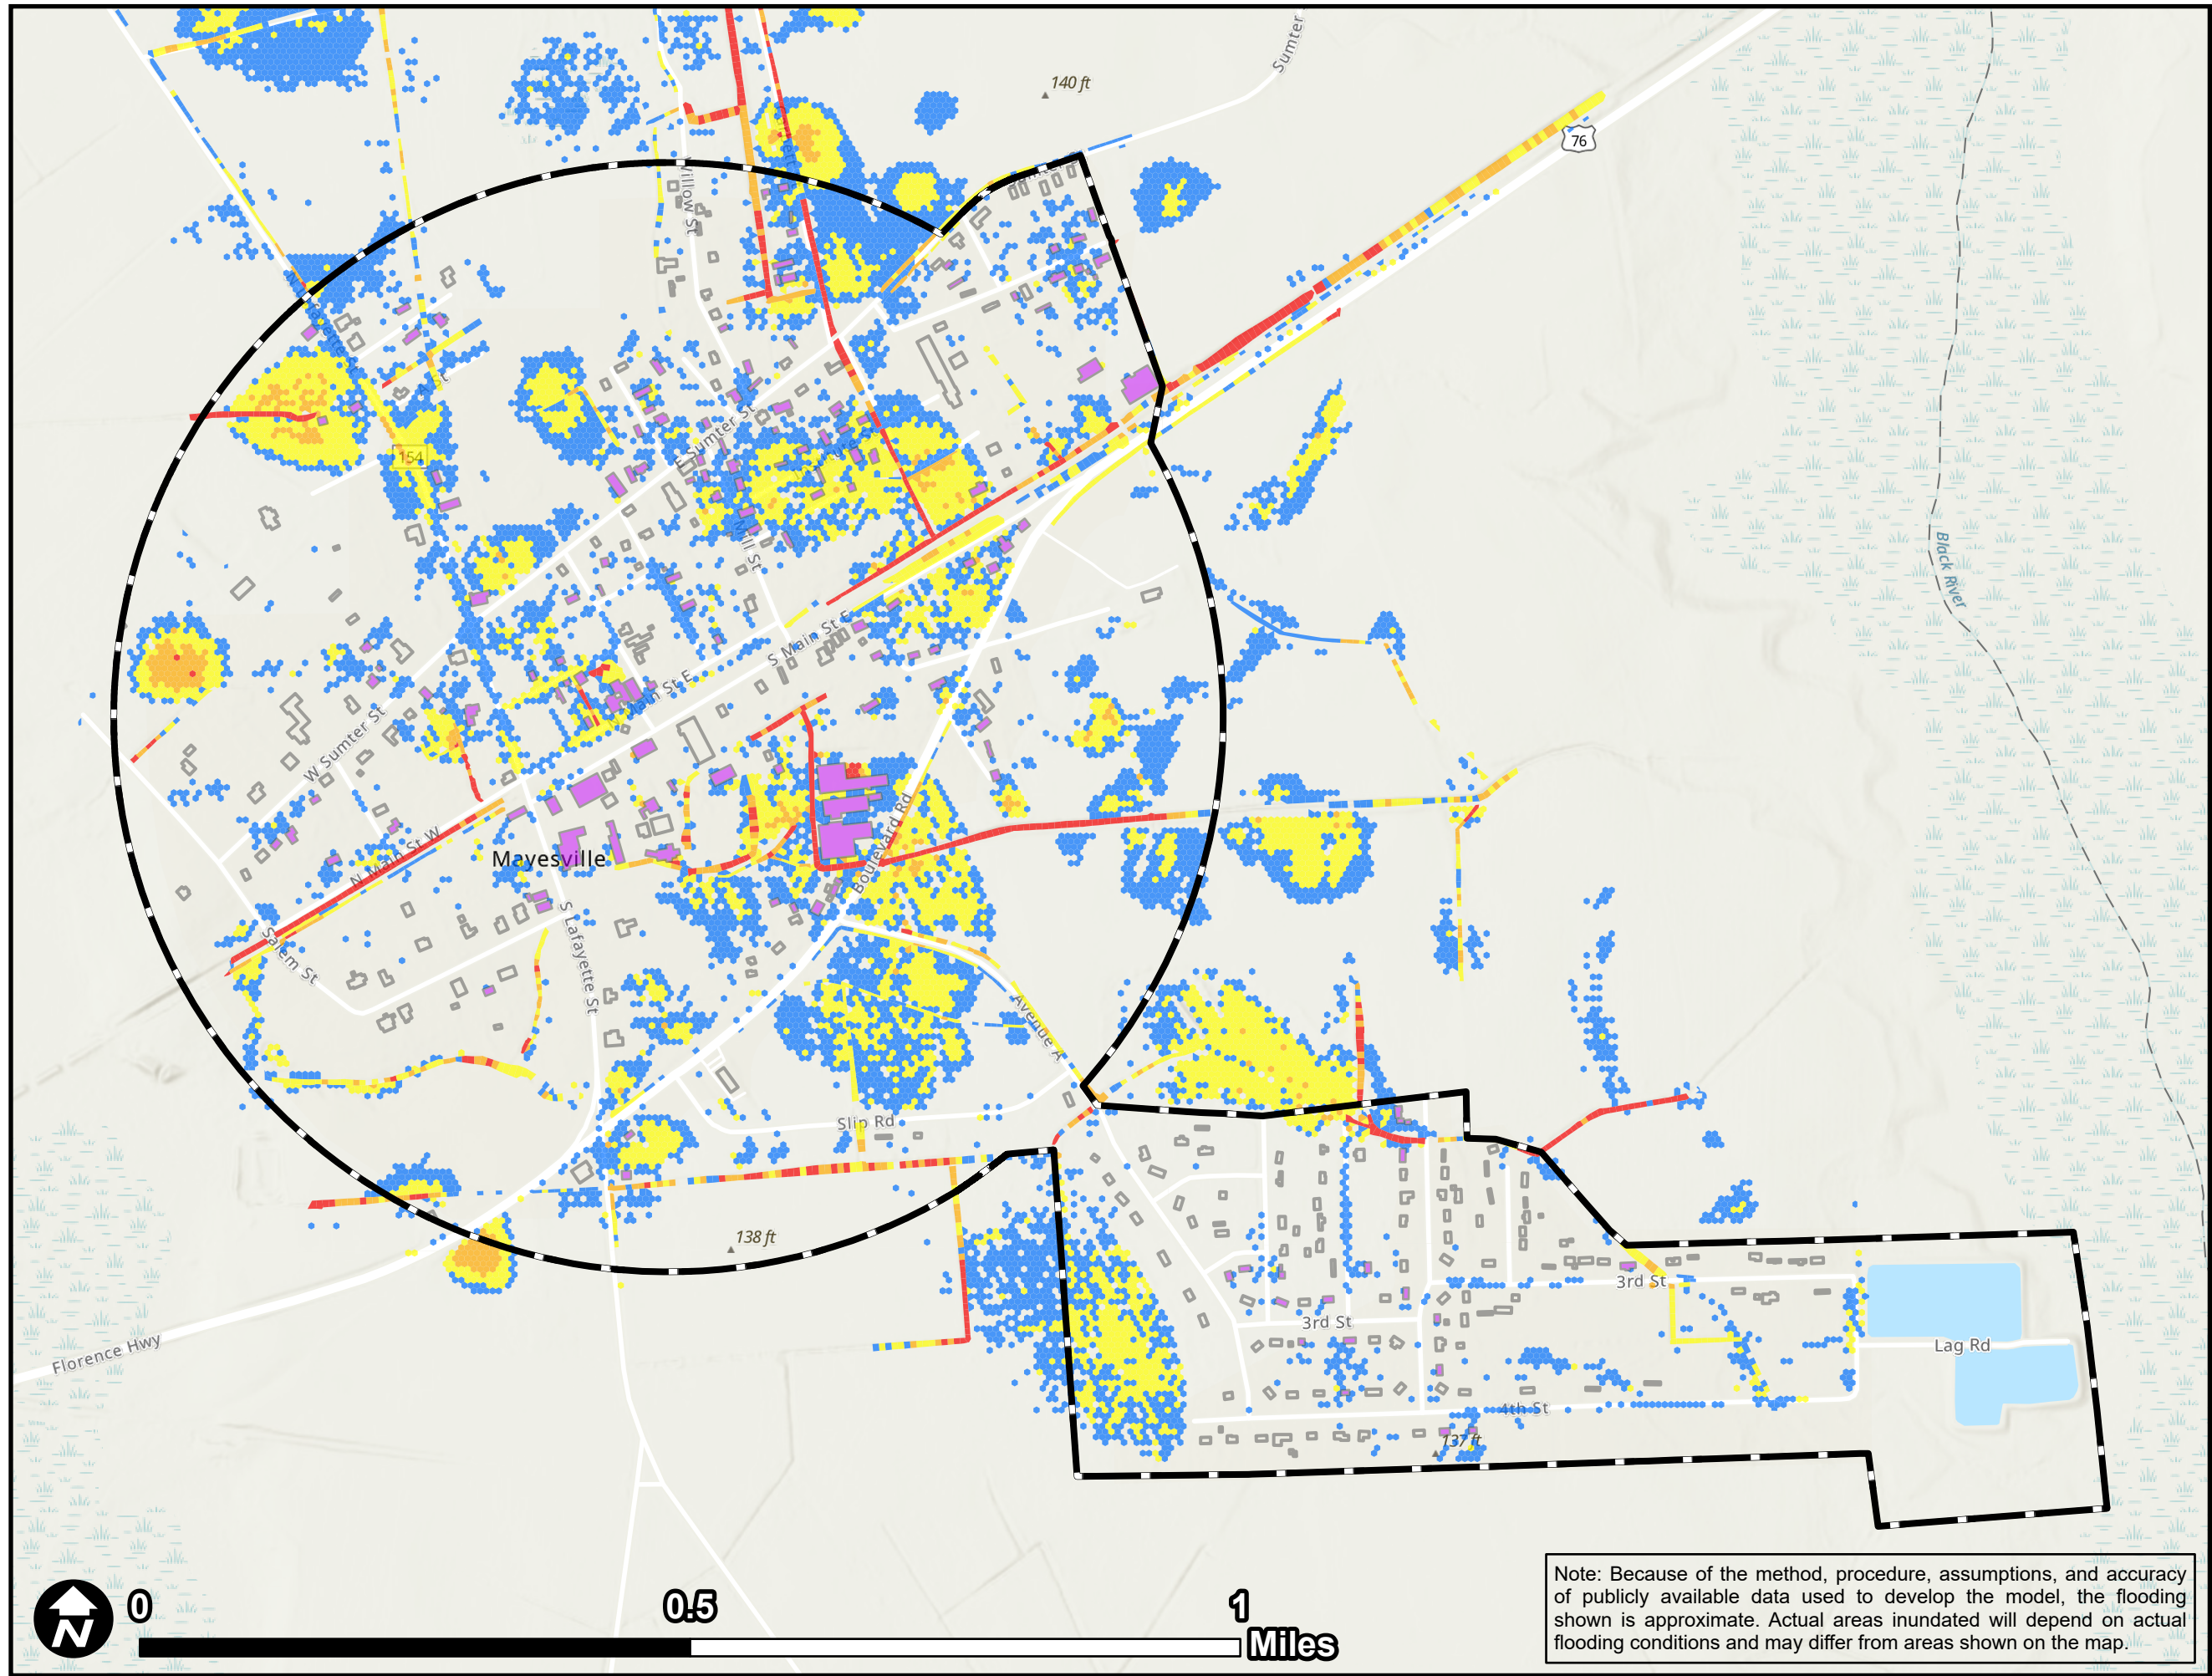 Sumter
140 ft
76
Willow St
Sumter
A St
154
E Sumter St
Mill St
Black River
S Main St E
N Main St E
W Sumter St
N Main St W
Mayesville
Boulevard Rd
Salem St
S Lafayette St
Avenue A
Slip Rd
138 ft
3rd St
3rd St
Lag Rd
Florence Hwy
4th St
137 ft
N
0
0.5
1
Miles
Note: Because of the method, procedure, assumptions, and accuracy
of publicly available data used to develop the model, the flooding
shown is approximate. Actual areas inundated will depend on actual
flooding conditions and may differ from areas shown on the map.